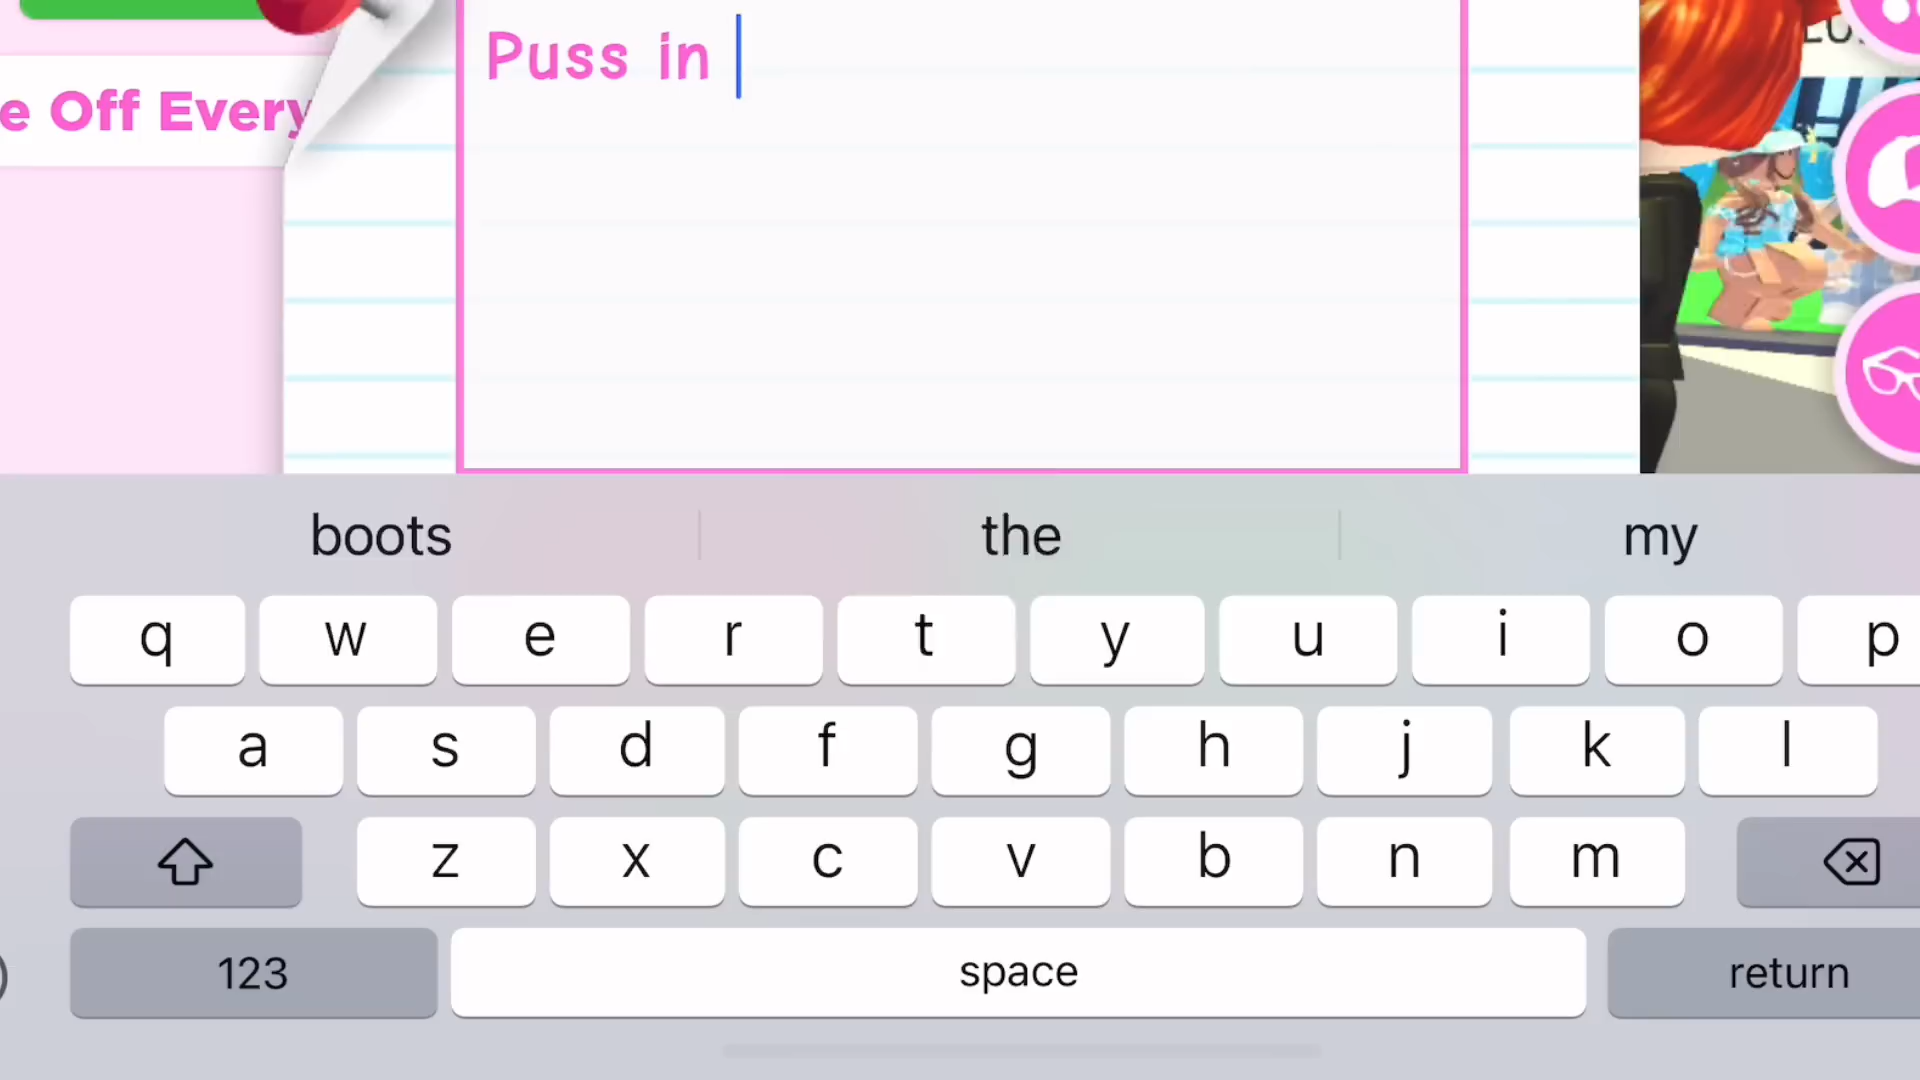 Puss in
e Off Every
boots the my
q w e r t y u i o p
a s d f g h j k l
z x c v b n m
123 space return